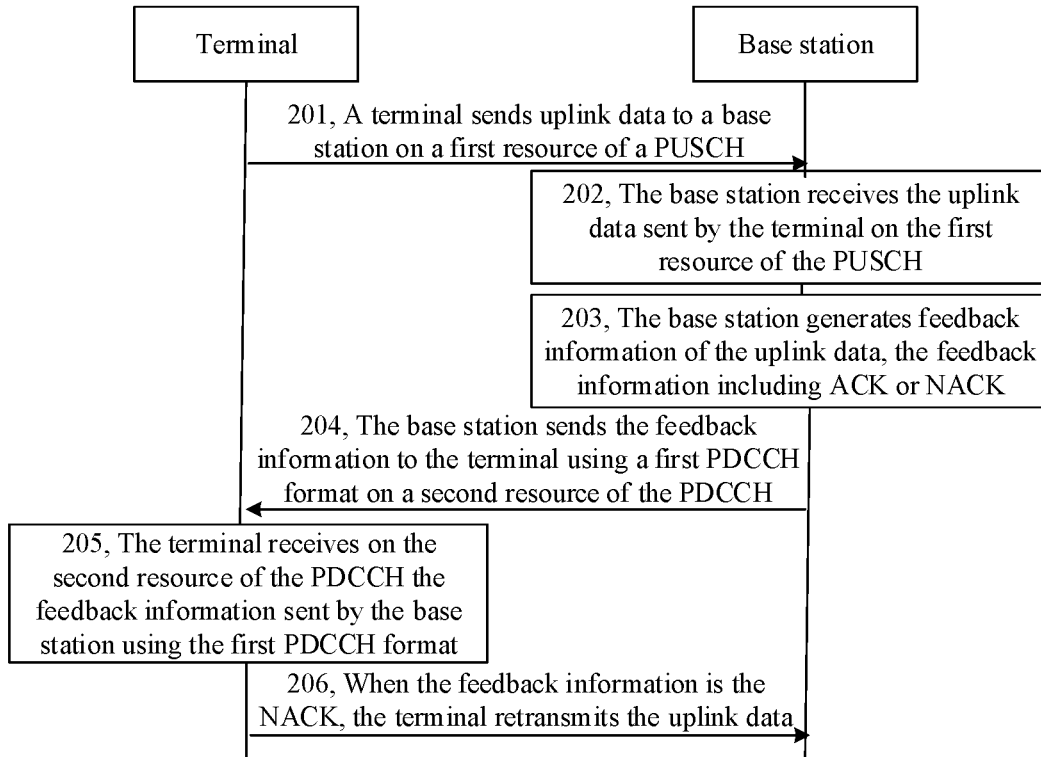 Terminal
Base station
201, A terminal sends uplink data to a base
station on a first resource of a PUSCH
202, The base station receives the uplink
data sent by the terminal on the first
resource of the PUSCH
203, The base station generates feedback
information of the uplink data, the feedback
information including ACK or NACK
204, The base station sends the feedback
information to the terminal using a first PDCCH
format on a second resource of the PDCCH
205, The terminal receives on the
second resource of the PDCCH the
feedback information sent by the base
station using the first PDCCH format
206, When the feedback information is the
NACK, the terminal retransmits the uplink data